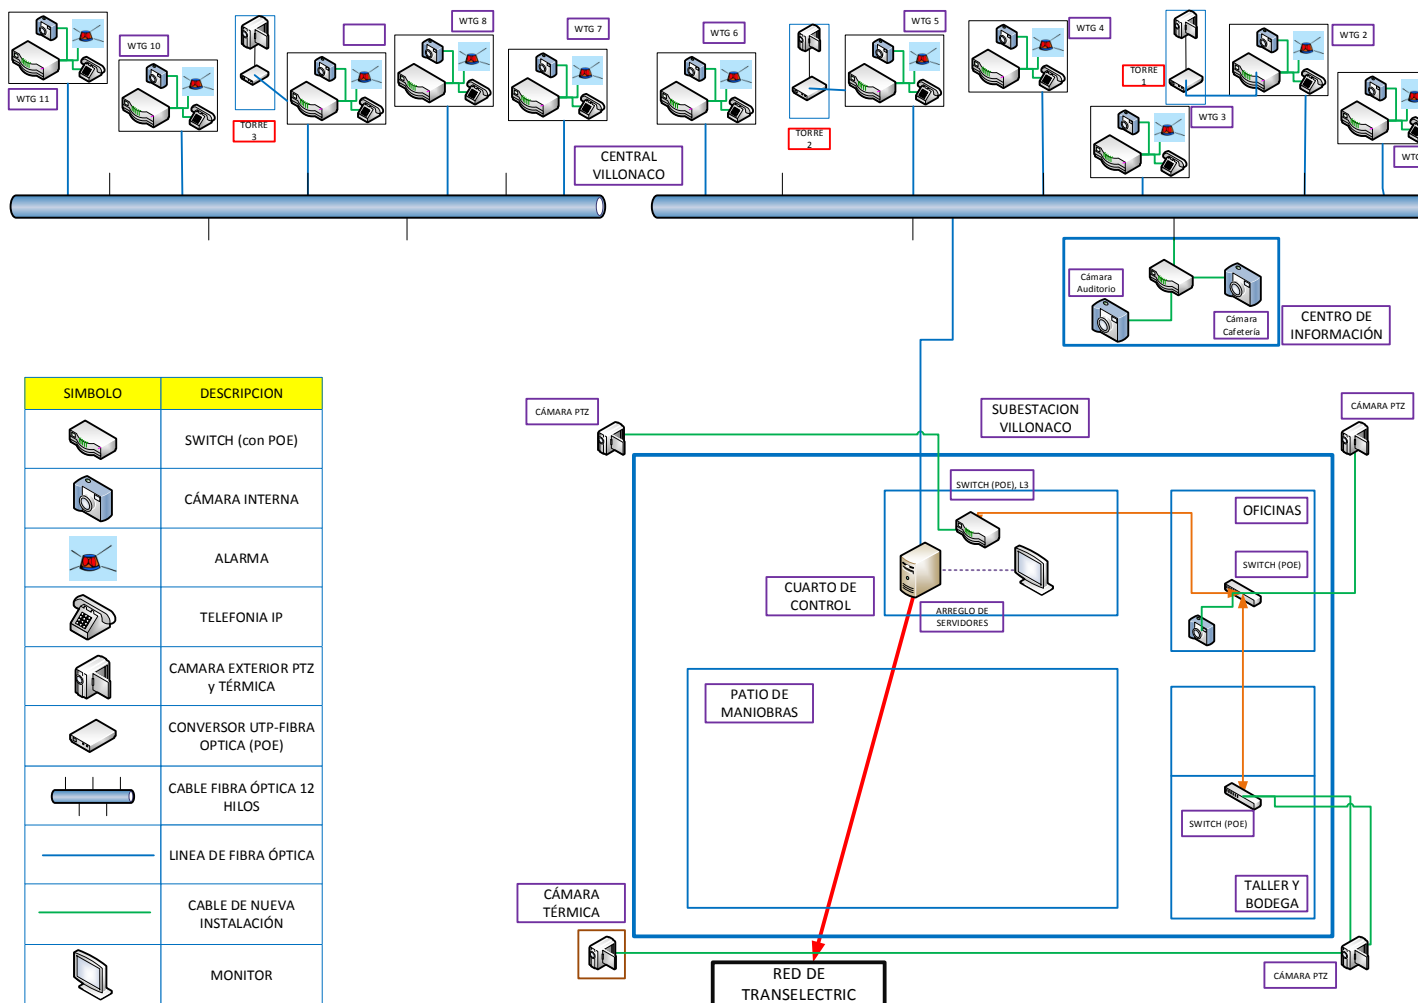 WTG 11
WTG 10
TORRE
3
WTG 8
WTG 7
CENTRAL
VILLONACO
WTG 6
TORRE
2
WTG 5
WTG 4
TORRE
1
WTG 3
WTG 2
WTG
Cámara
Auditorio
Cámara
Cafetería
CENTRO DE
INFORMACIÓN
SIMBOLO
DESCRIPCION
SWITCH (con POE)
CÁMARA INTERNA
ALARMA
TELEFONIA IP
CAMARA EXTERIOR PTZ
y TÉRMICA
CONVERSOR UTP-FIBRA
OPTICA (POE)
CABLE FIBRA ÓPTICA 12
HILOS
LINEA DE FIBRA ÓPTICA
CABLE DE NUEVA
INSTALACIÓN
MONITOR
CÁMARA PTZ
SUBESTACION
VILLONACO
CÁMARA PTZ
SWITCH (POE), L3
OFICINAS
SWITCH (POE)
CUARTO DE
CONTROL
ARREGLO DE
SERVIDORES
PATIO DE
MANIOBRAS
SWITCH (POE)
TALLER Y
BODEGA
CÁMARA
TÉRMICA
CÁMARA PTZ
RED DE
TRANSELECTRIC